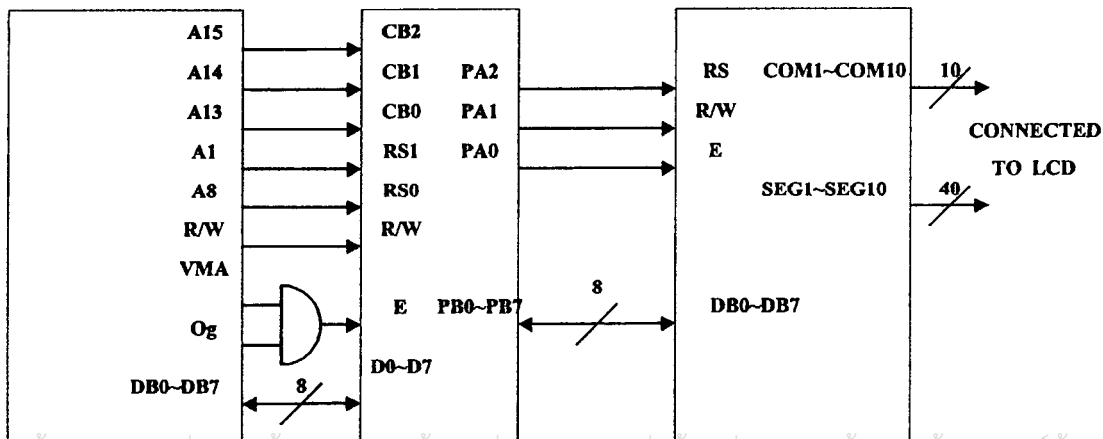 A15 CB2
A14 CB1 PA2 RS COM1~COM10 10
A13 CB0 PA1 R/W CONNECTED
A1 RS1 PA0 E TO LCD
A8 RS0 SEG1~SEG10 40
R/W R/W
VMA
E PB0~PB7 8 DB0~DB7
Og
D0~D7
DB0~DB7 8